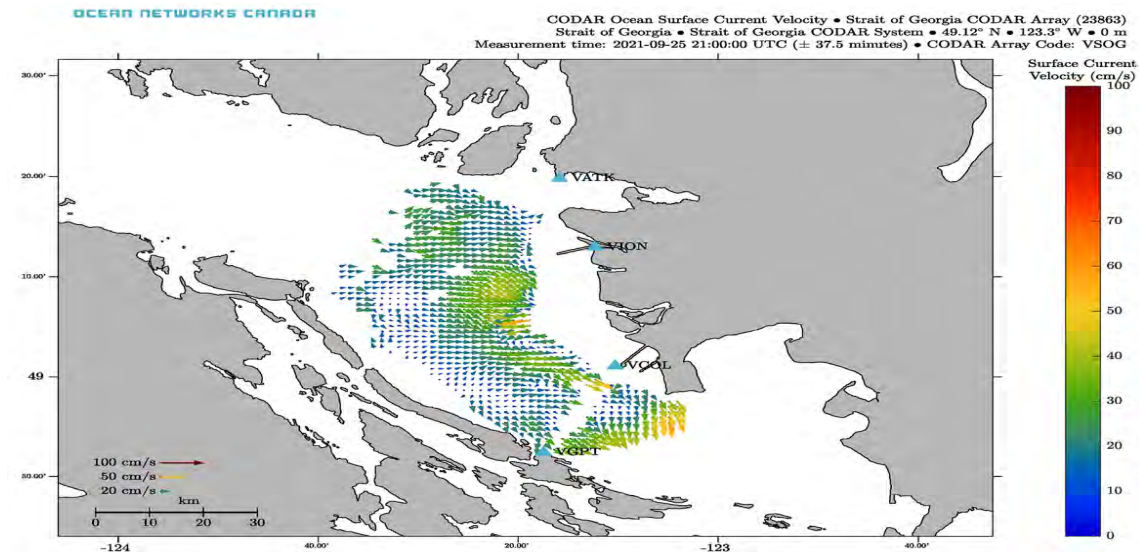 OCEAN NETWORKS CANADA
CODAR Ocean Surface Current Velocity • Strait of Georgia CODAR Array (23863)
Strait of Georgia • Strait of Georgia CODAR System • 49.12° N • 123.3° W • 0 m
Measurement time: 2021-09-25 21:00:00 UTC (± 37.5 minutes) • CODAR Array Code: VSOG
Surface Current
Velocity (cm/s)
100
90
80
70
60
50
40
30
20
10
0
30.00'
20.00'
10.00'
49
50.00'
VATK
VION
VCOL
VGPT
100 cm/s
50 cm/s
20 cm/s
km
0 10 20 30
-124 40.00' 20.00' -123 40.00'